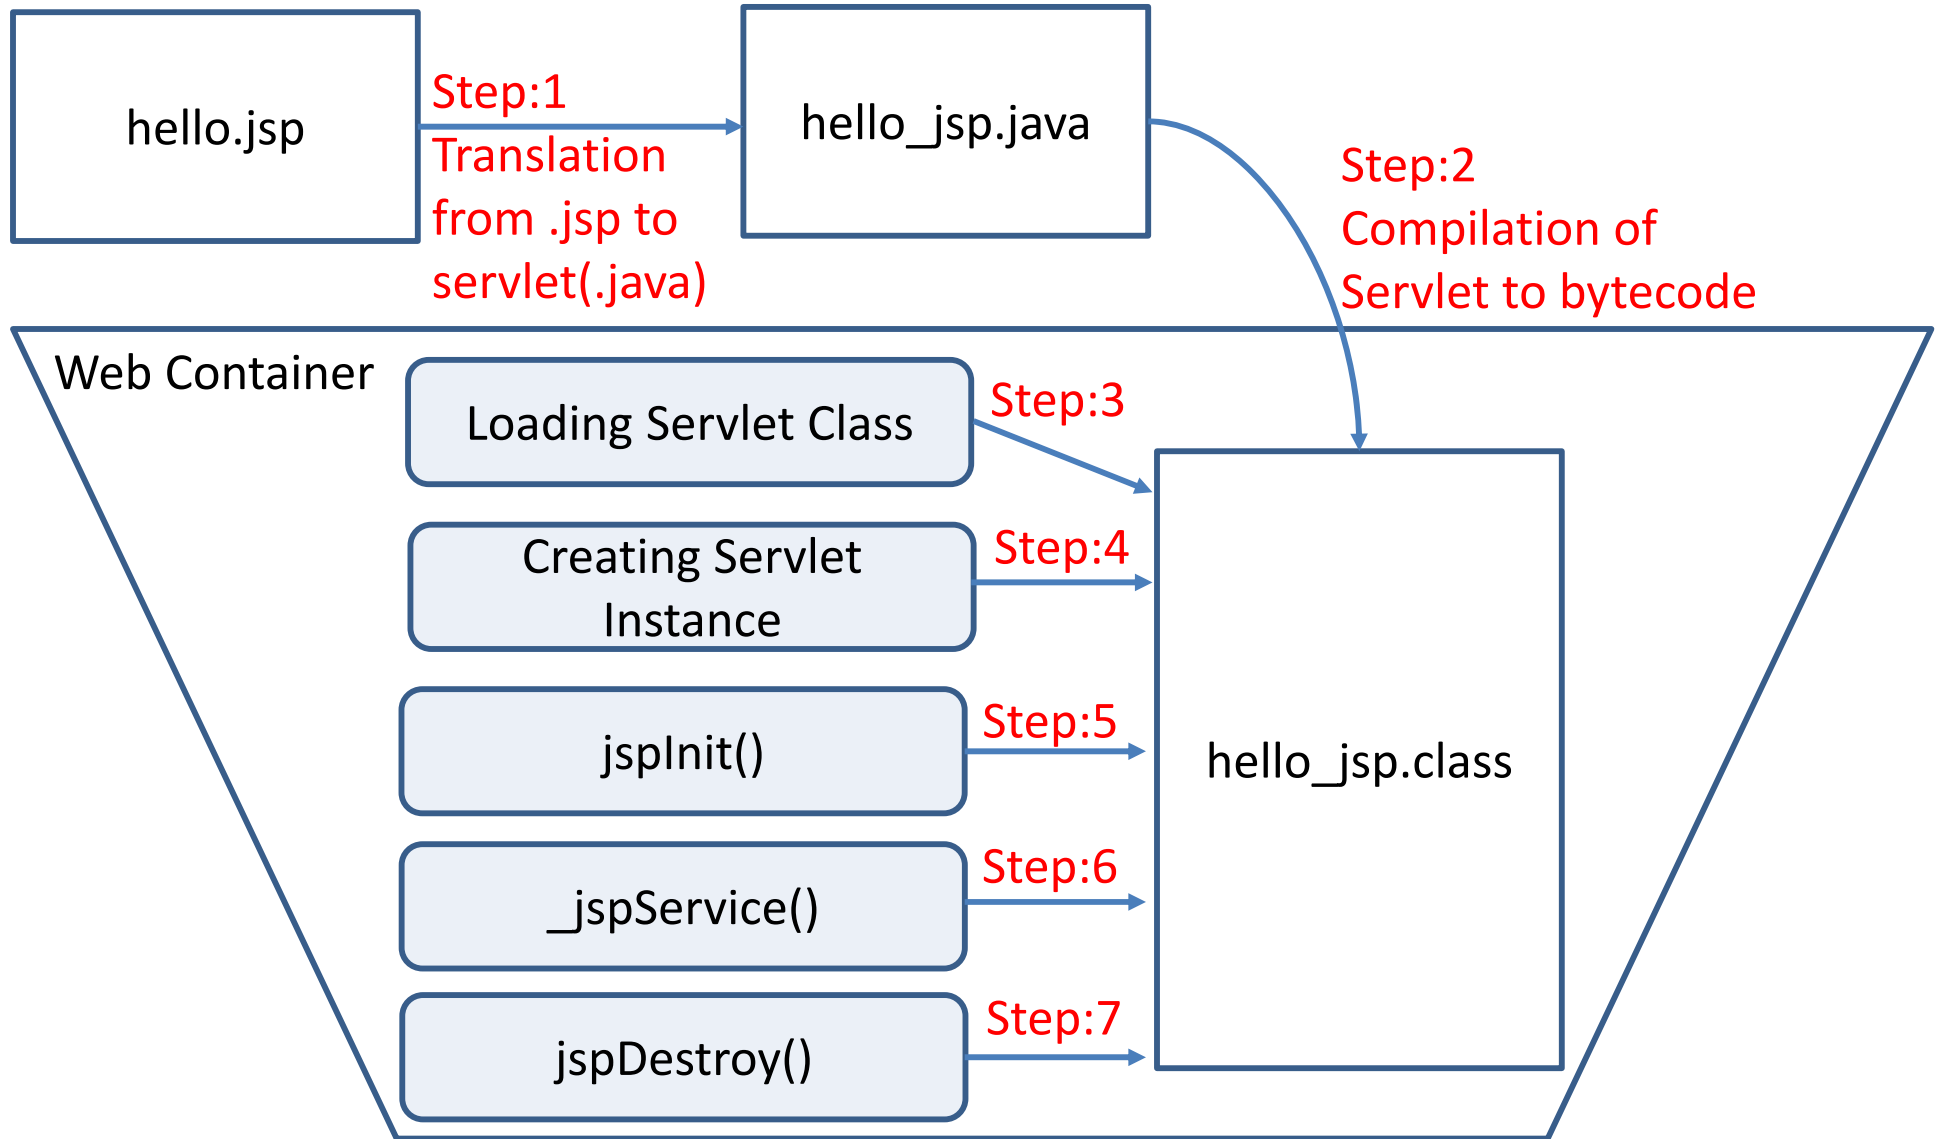 hello.jsp
Step:1
Translation
from .jsp to
servlet(.java)
hello_jsp.java
Step:2
Compilation of
Servlet to bytecode
Web Container
Loading Servlet Class
Step:3
Creating Servlet
Instance
Step:4
jspInit()
Step:5
_jspService()
Step:6
jspDestroy()
Step:7
hello_jsp.class